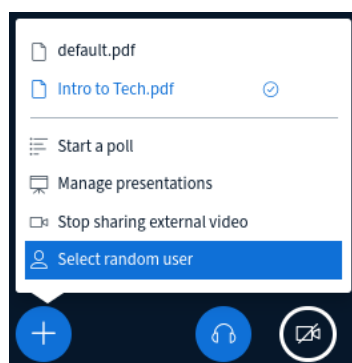 default.pdf
Intro to Tech.pdf
Start a poll
Manage presentations
Stop sharing external video
Select random user